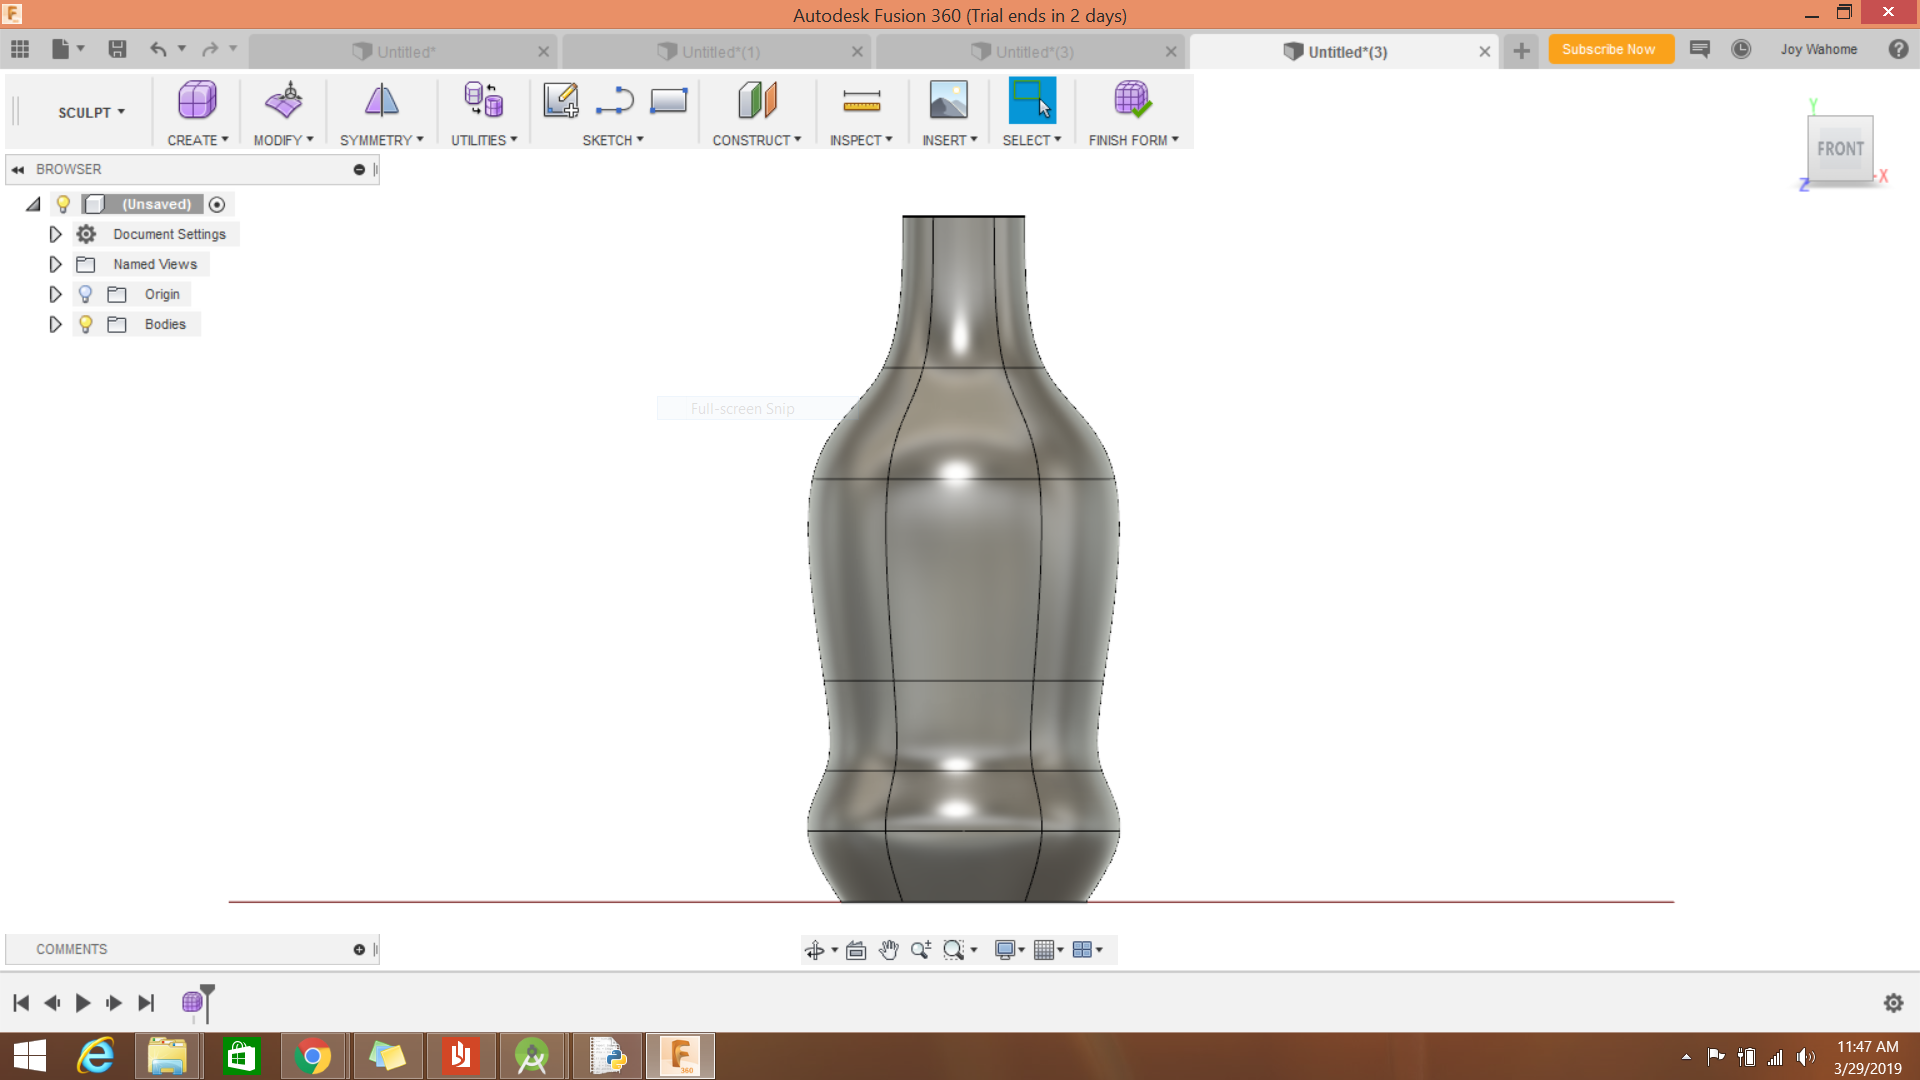 Autodesk Fusion 360 (Trial ends in 2 days)
Untitled*
Untitled*(1)
Untitled*(3)
Untitled*(3)
Subscribe Now
Joy Wahome
SCULPT
CREATE
MODIFY
SYMMETRY
UTILITIES
SKETCH
CONSTRUCT
INSPECT
INSERT
SELECT
FINISH FORM
Y
FRONT
X
Z
BROWSER
(Unsaved)
Document Settings
Named Views
Origin
Bodies
Full-screen Snip
COMMENTS
F
360
11:47 AM
3/29/2019